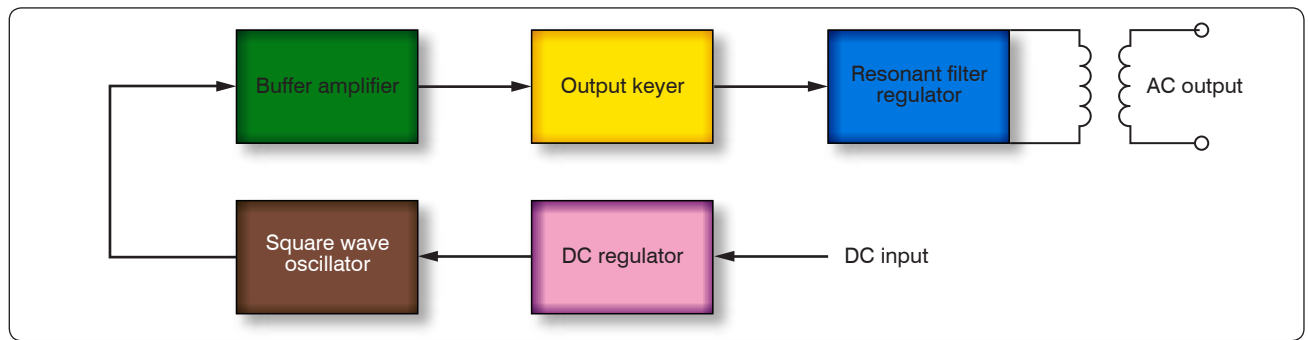 Buffer amplifier
Output keyer
Resonant filter
regulator
AC output
Square wave
oscillator
DC regulator
DC input